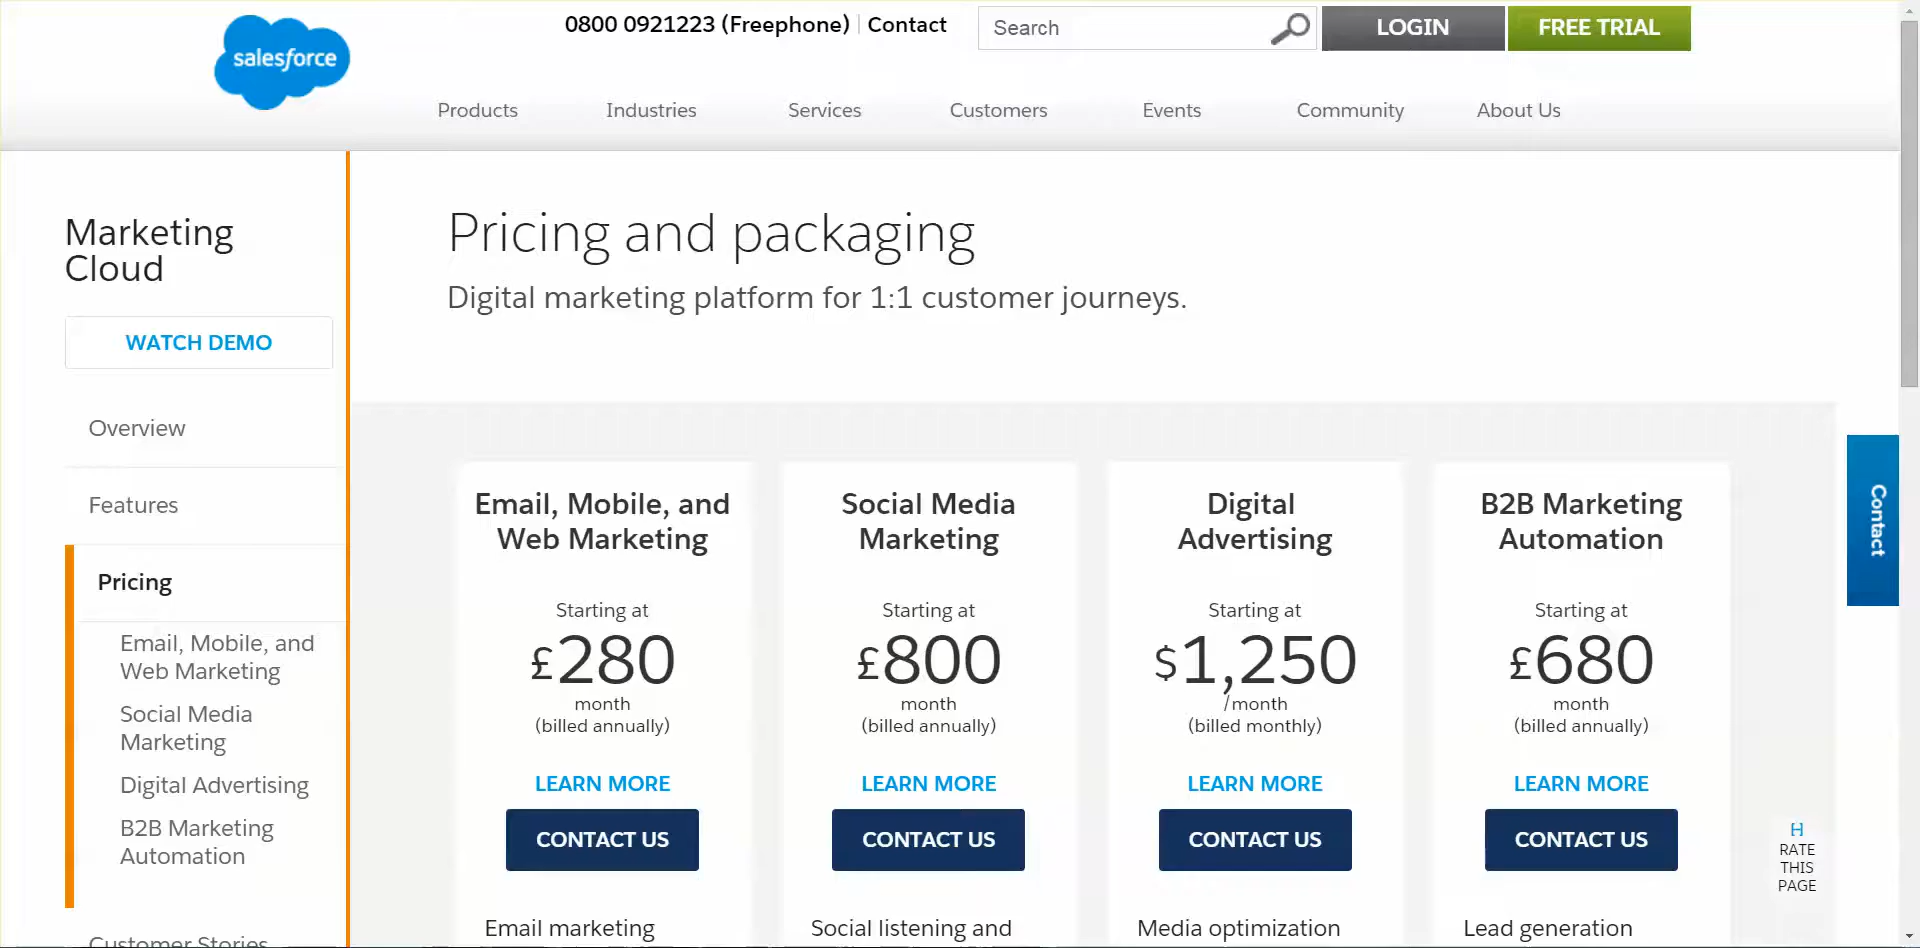 salesforce
0800 0921223 (Freephone) Contact
Search
LOGIN
FREE TRIAL
Products Industries Services Customers Events Community About Us
Marketing
Cloud
WATCH DEMO
Overview
Features
Pricing
Email, Mobile, and
Web Marketing
Social Media
Marketing
Digital Advertising
B2B Marketing
Automation
Customer Stories
Pricing and packaging
Digital marketing platform for 1:1 customer journeys.
Email, Mobile, and
Web Marketing
Starting at
£280
month
(billed annually)
LEARN MORE
CONTACT US
Email marketing
Social Media
Marketing
Starting at
£800
month
(billed annually)
LEARN MORE
CONTACT US
Social listening and
Digital
Advertising
Starting at
$1,250
/month
(billed monthly)
LEARN MORE
CONTACT US
Media optimization
B2B Marketing
Automation
Starting at
£680
month
(billed annually)
LEARN MORE
CONTACT US
Lead generation
Contact
H
RATE
THIS
PAGE